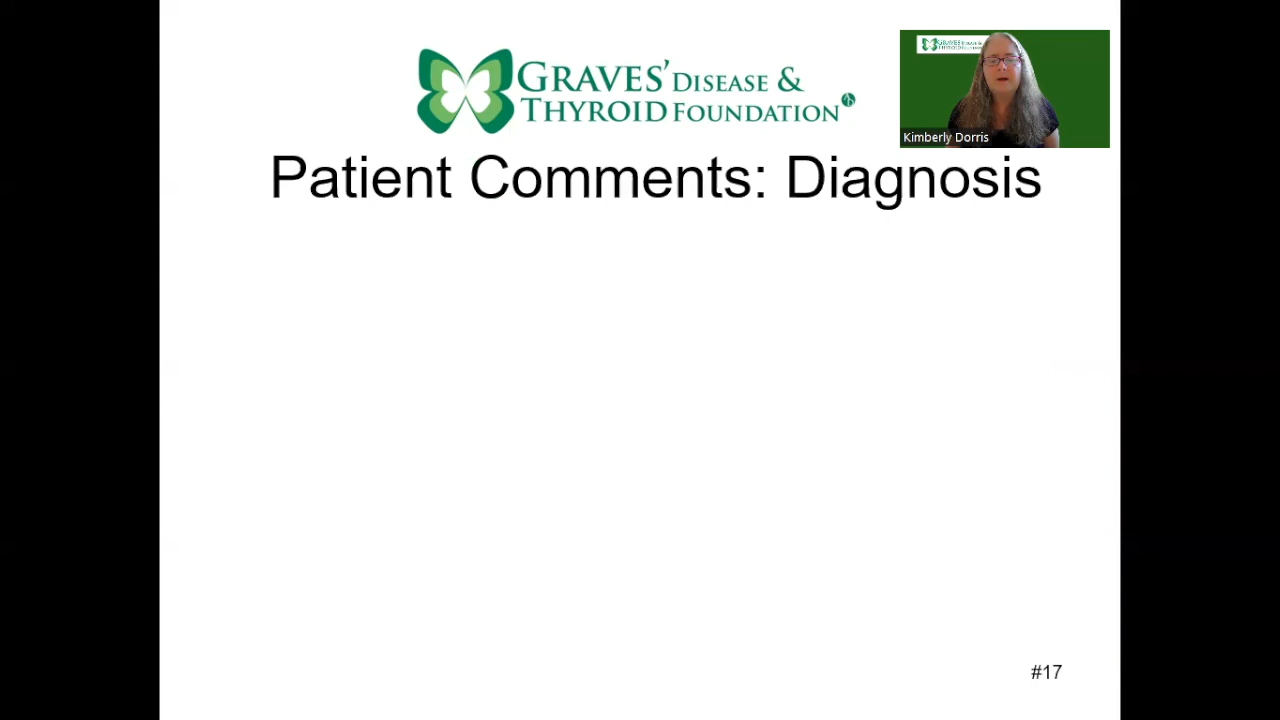 GRAVES' DISEASE &
THYROID FOUNDATION
Kimberly Dorris
Patient Comments: Diagnosis
#17